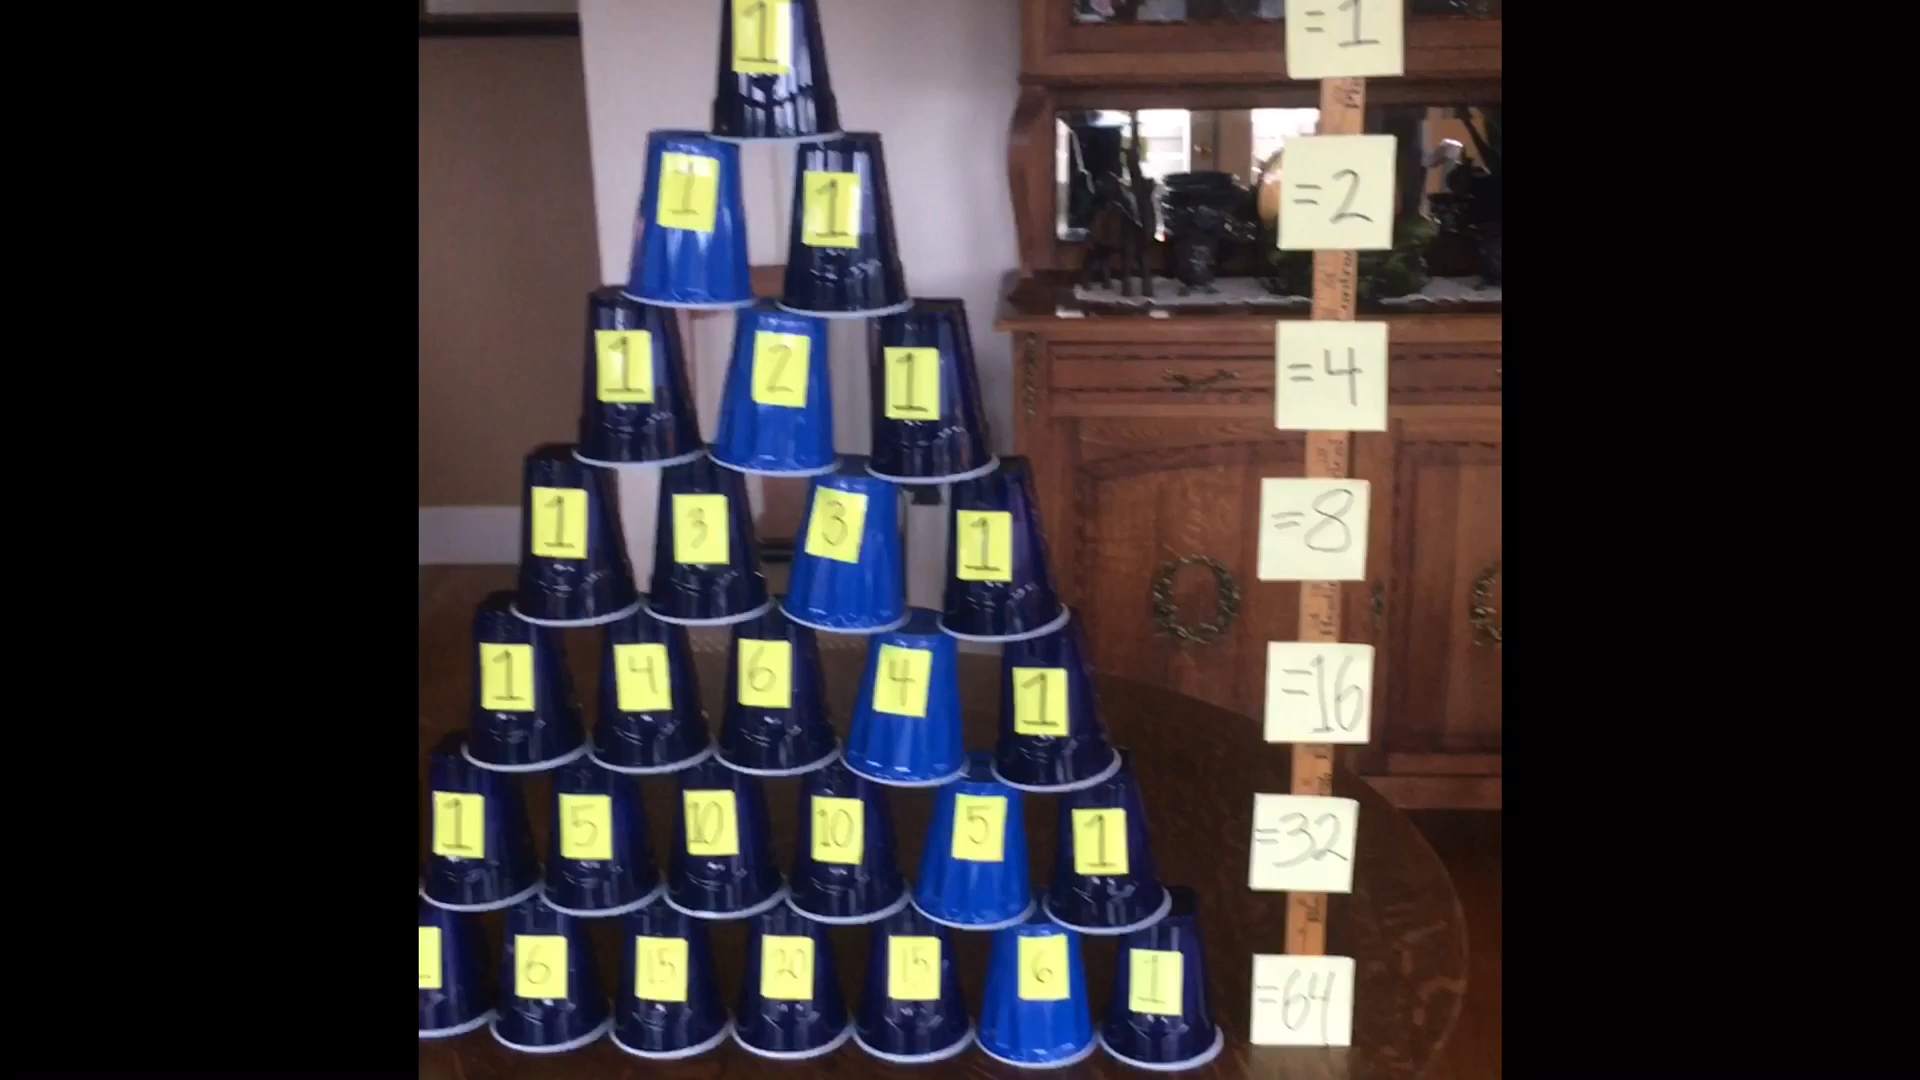 1 =1
1 1 =2
1 2 1 =4
1 3 3 1 =8
1 4 6 4 1 =16
1 5 10 10 5 1 =32
1 6 15 20 15 6 1 =64